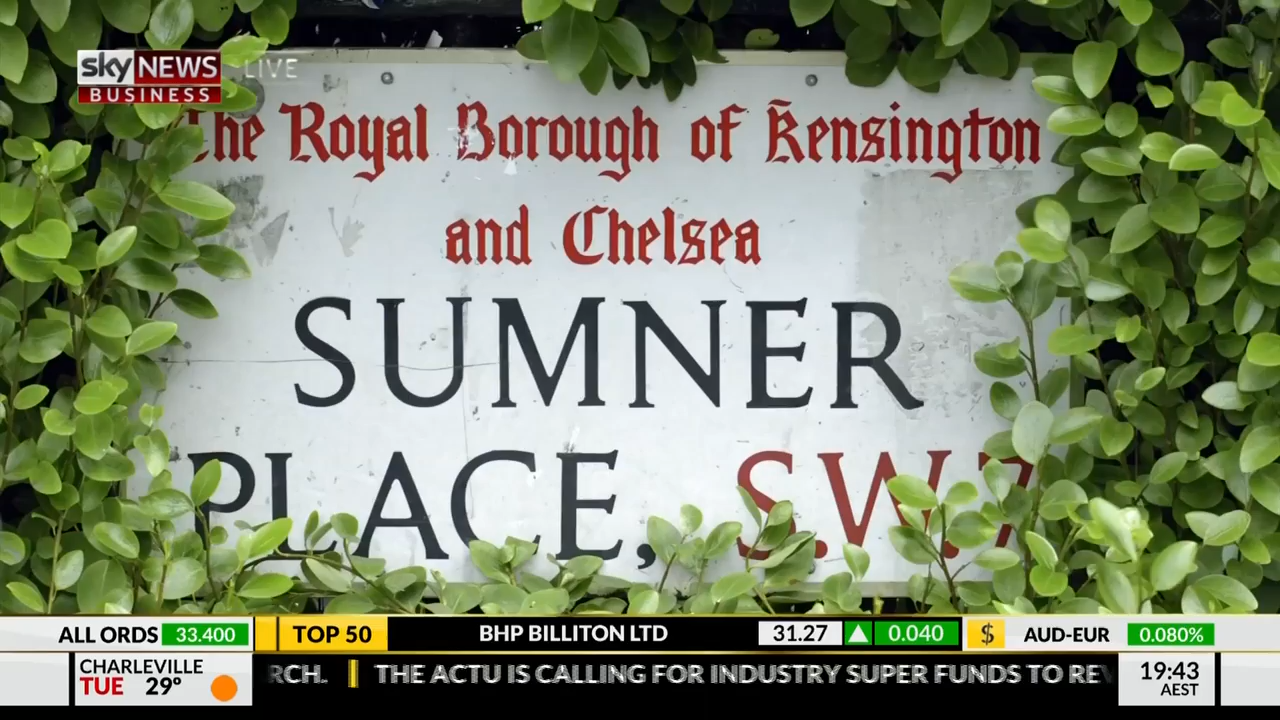 sky NEWS
BUSINESS
LIVE
The Royal Borough of Kensington
and Chelsea
SUMNER
PLACE, S.W.7
ALL ORDS 33.400 TOP 50 BHP BILLITON LTD 31.27 0.040 $ AUD-EUR 0.080%
CHARLEVILLE
TUE 29°
THE ACTU IS CALLING FOR INDUSTRY SUPER FUNDS TO
19:43
AEST